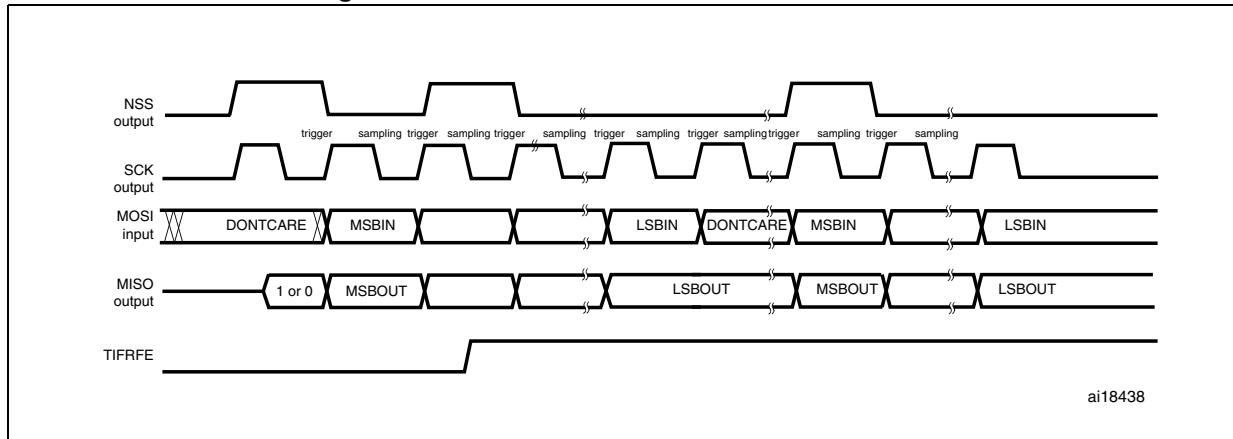 NSS
output
trigger sampling trigger sampling trigger sampling trigger sampling trigger sampling trigger sampling trigger sampling
SCK
output
MOSI
input
DONTCARE MSBIN LSBIN DONTCARE MSBIN LSBIN
MISO
output
1 or 0 MSBOUT LSBOUT MSBOUT LSBOUT
TIFRFE
ai18438